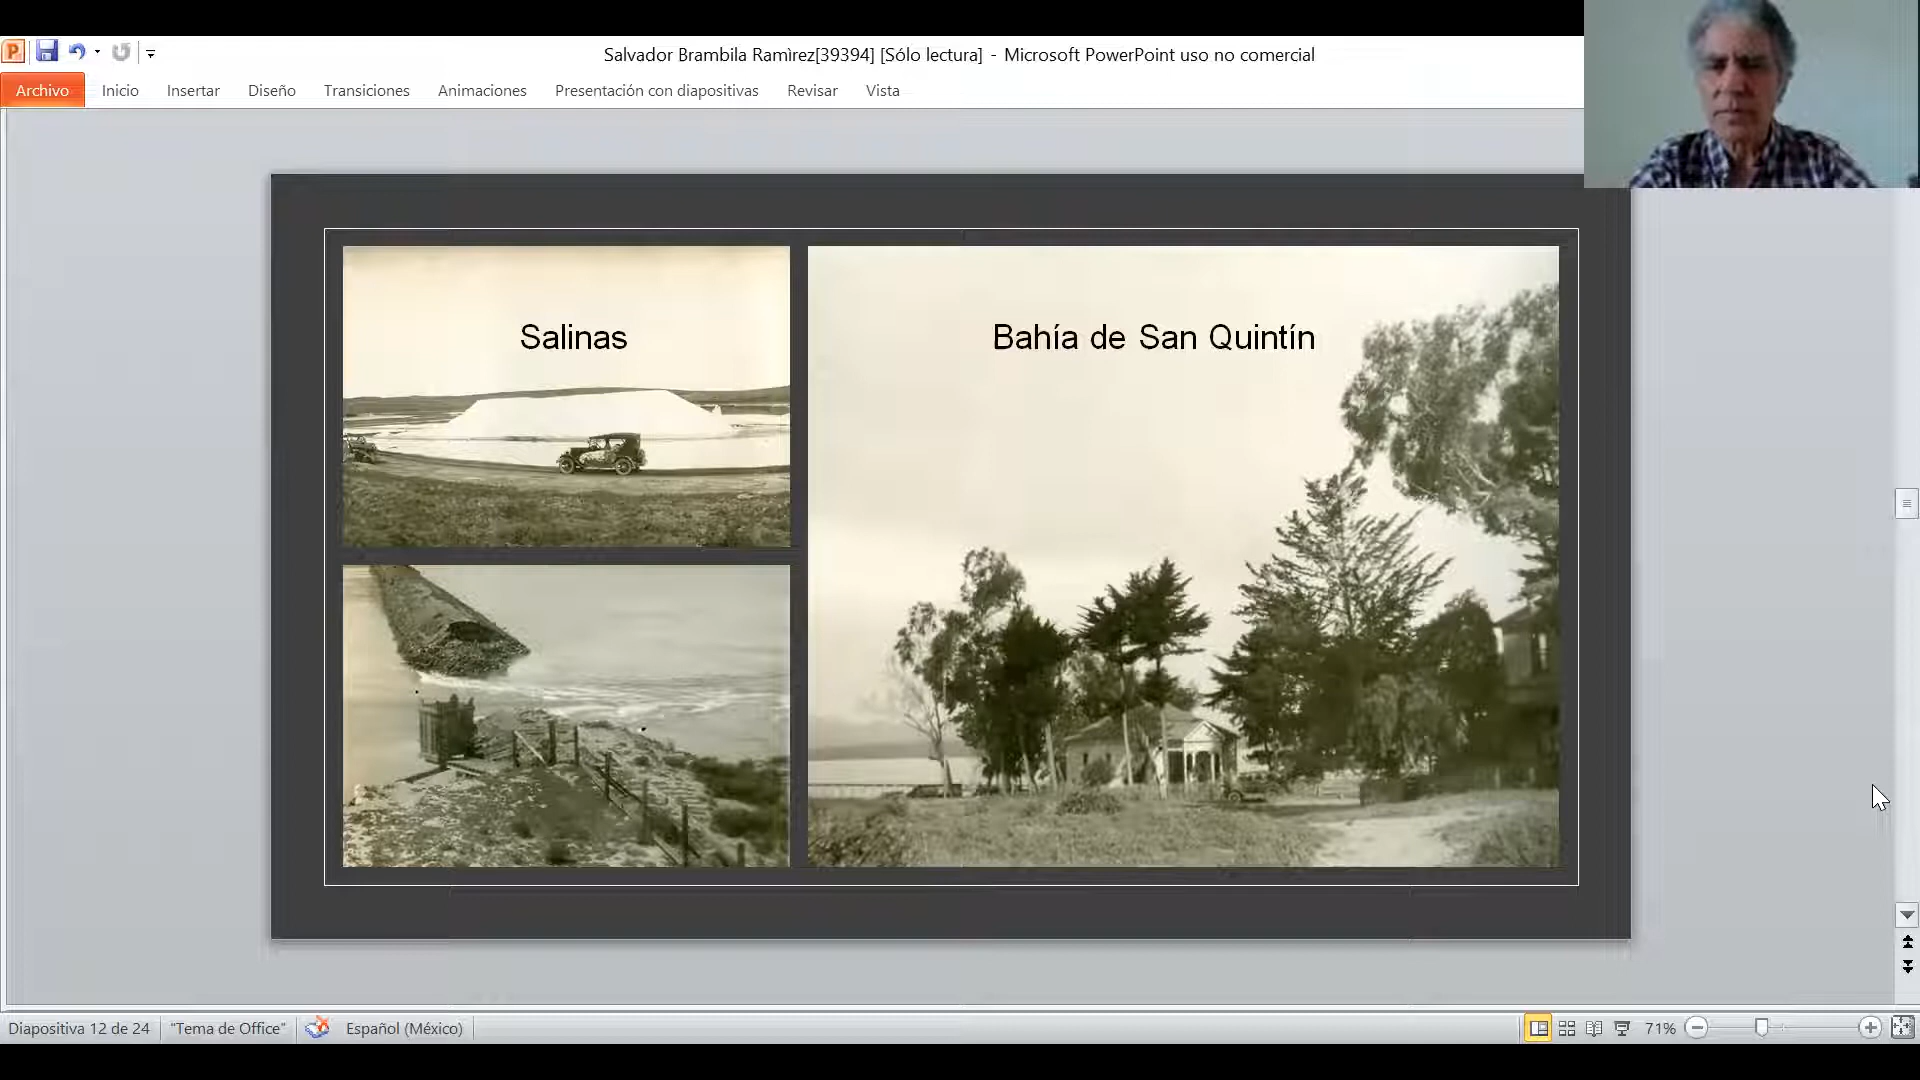 Salvador Brambila Ramìrez[39394] [Sólo lectura] - Microsoft PowerPoint uso no comercial
Archivo Inicio Insertar Diseño Transiciones Animaciones Presentación con diapositivas Revisar Vista
Salinas
Bahía de San Quintín
Diapositiva 12 de 24 "Tema de Office" Español (México) 71%